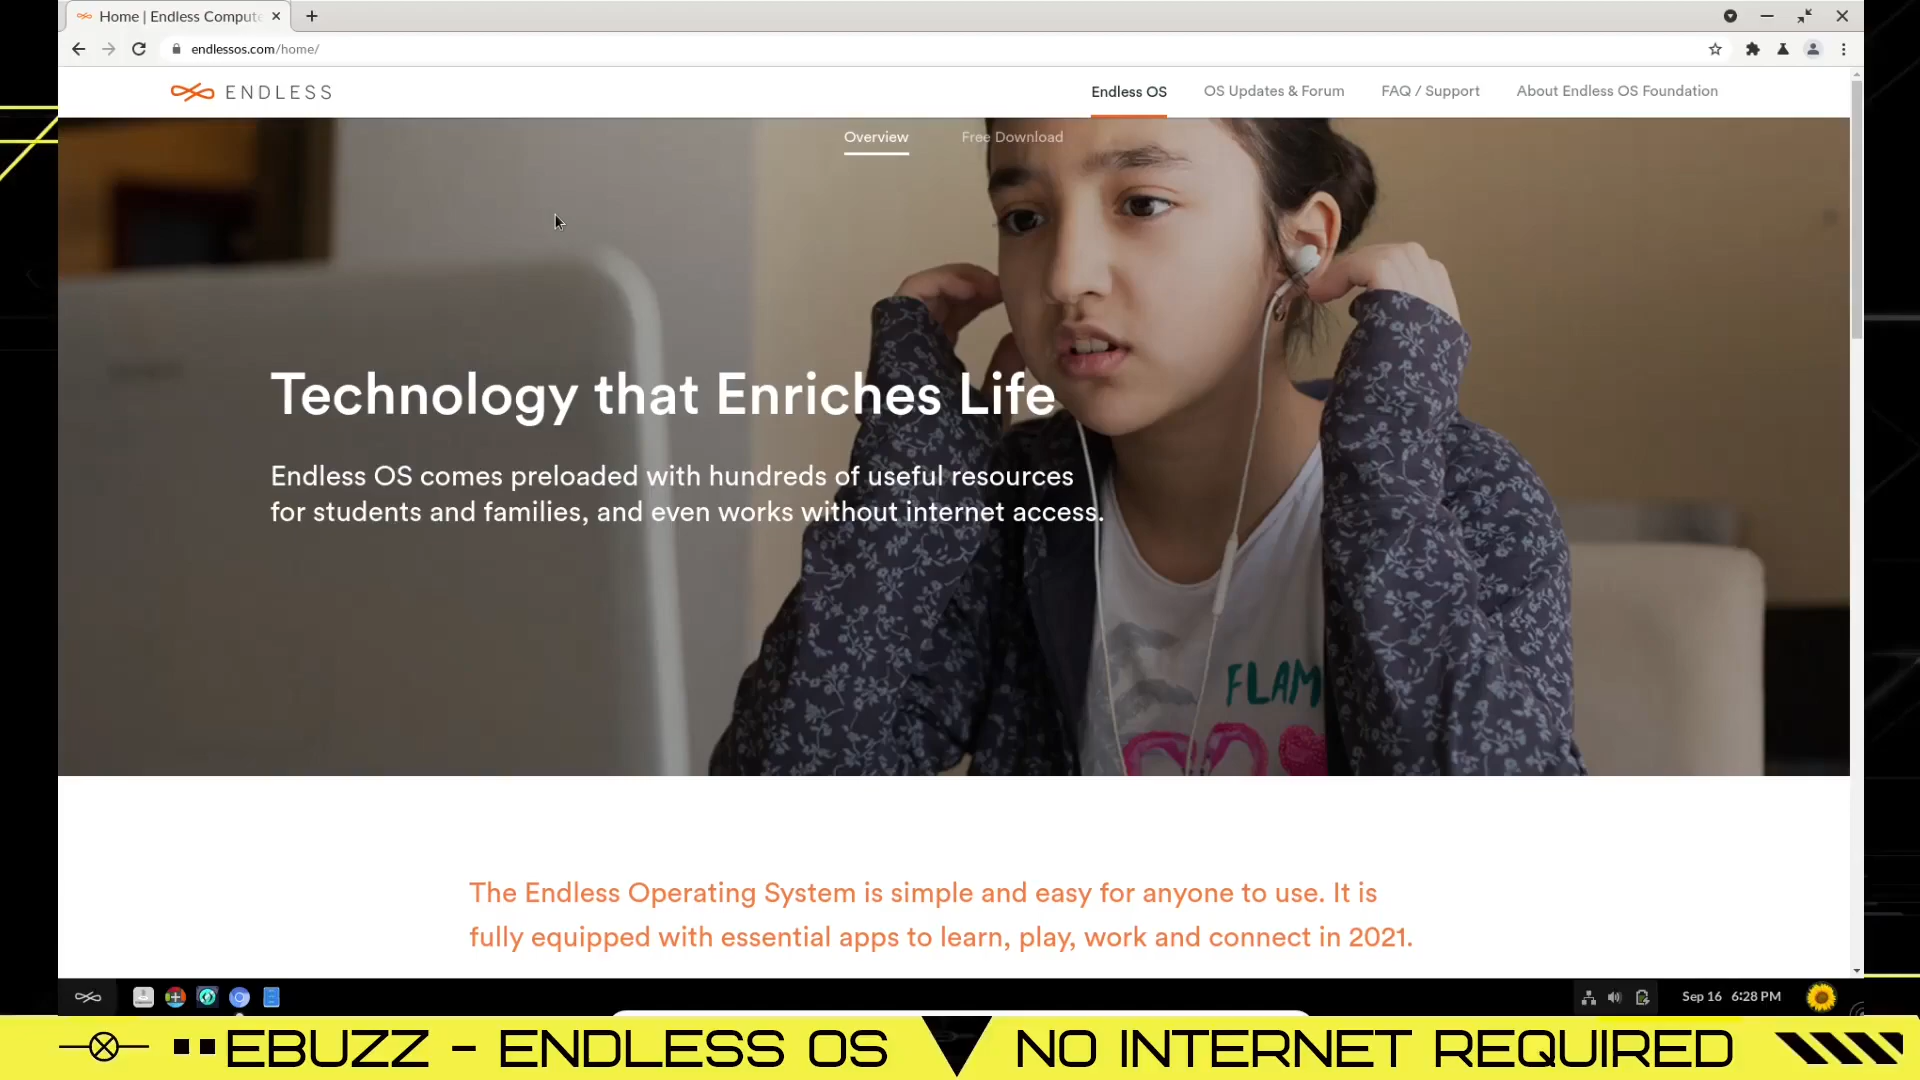 Home | Endless Compute
endlessos.com/home/
ENDLESS
Endless OS
OS Updates & Forum
FAQ / Support
About Endless OS Foundation
Overview
Free Download
Technology that Enriches Life
Endless OS comes preloaded with hundreds of useful resources
for students and families, and even works without internet access.
FLAM
The Endless Operating System is simple and easy for anyone to use. It is
fully equipped with essential apps to learn, play, work and connect in 2021.
Sep 16 6:28 PM
EBUZZ - ENDLESS OS
NO INTERNET REQUIRED